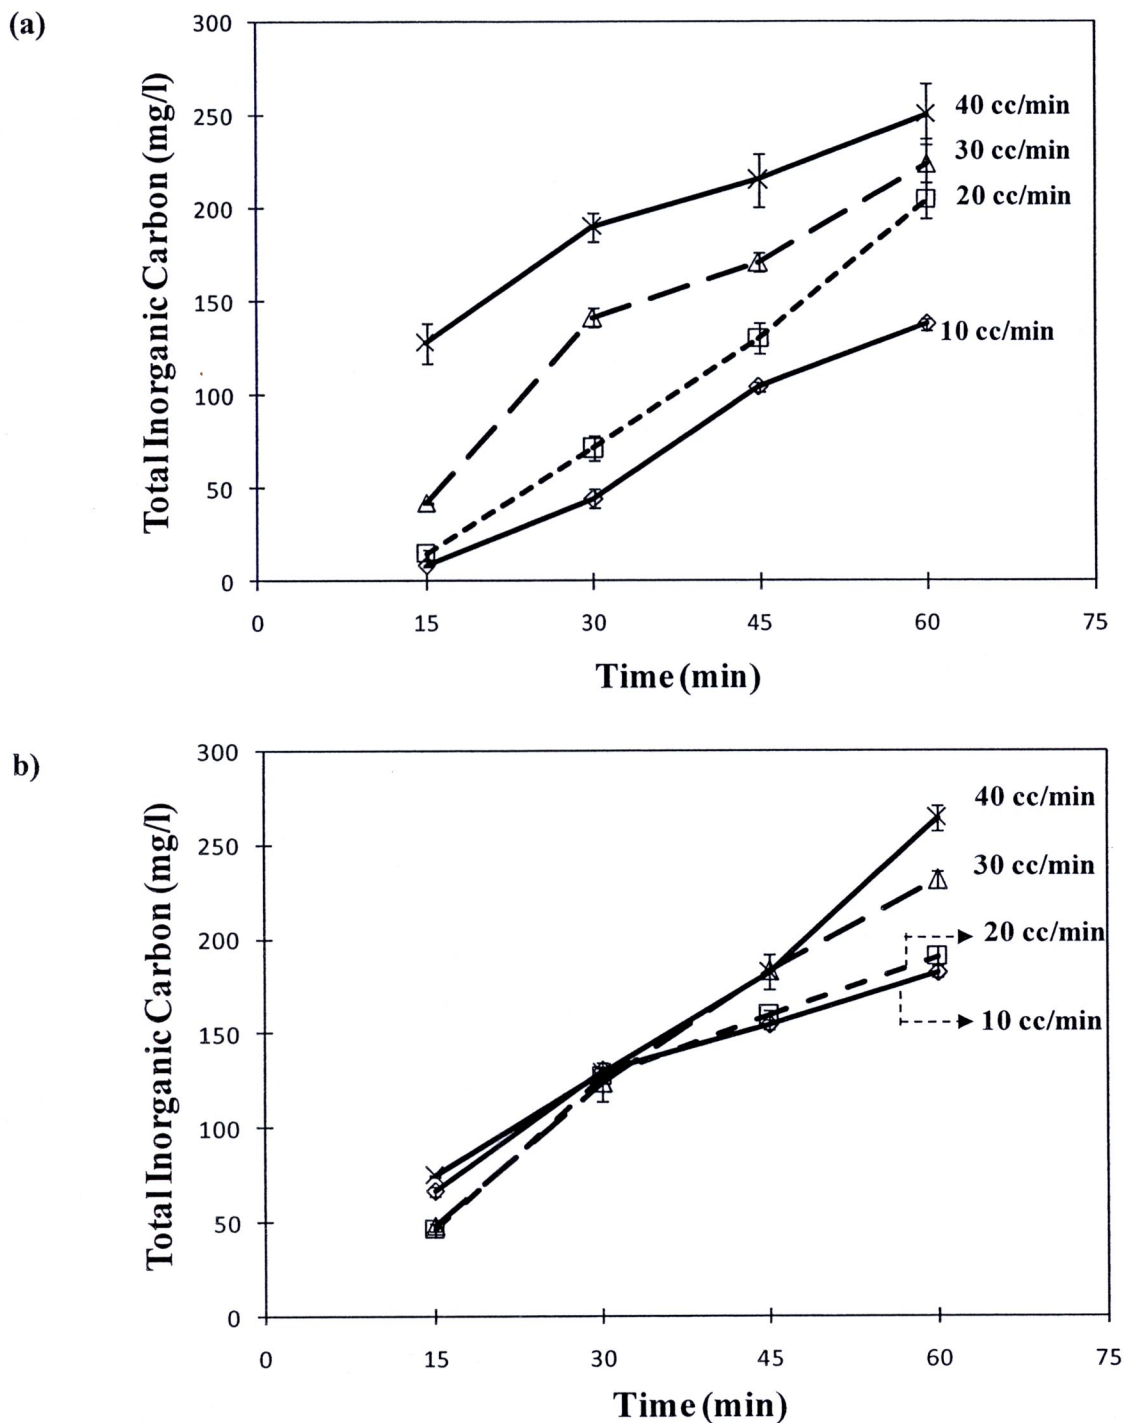 (a)
Total Inorganic Carbon (mg/l)
300
250
200
150
100
50
0
40 cc/min
30 cc/min
20 cc/min
10 cc/min
0 15 30 45 60 75
Time (min)
b)
Total Inorganic Carbon (mg/l)
300
250
200
150
100
50
0
40 cc/min
30 cc/min
20 cc/min
10 cc/min
0 15 30 45 60 75
Time (min)